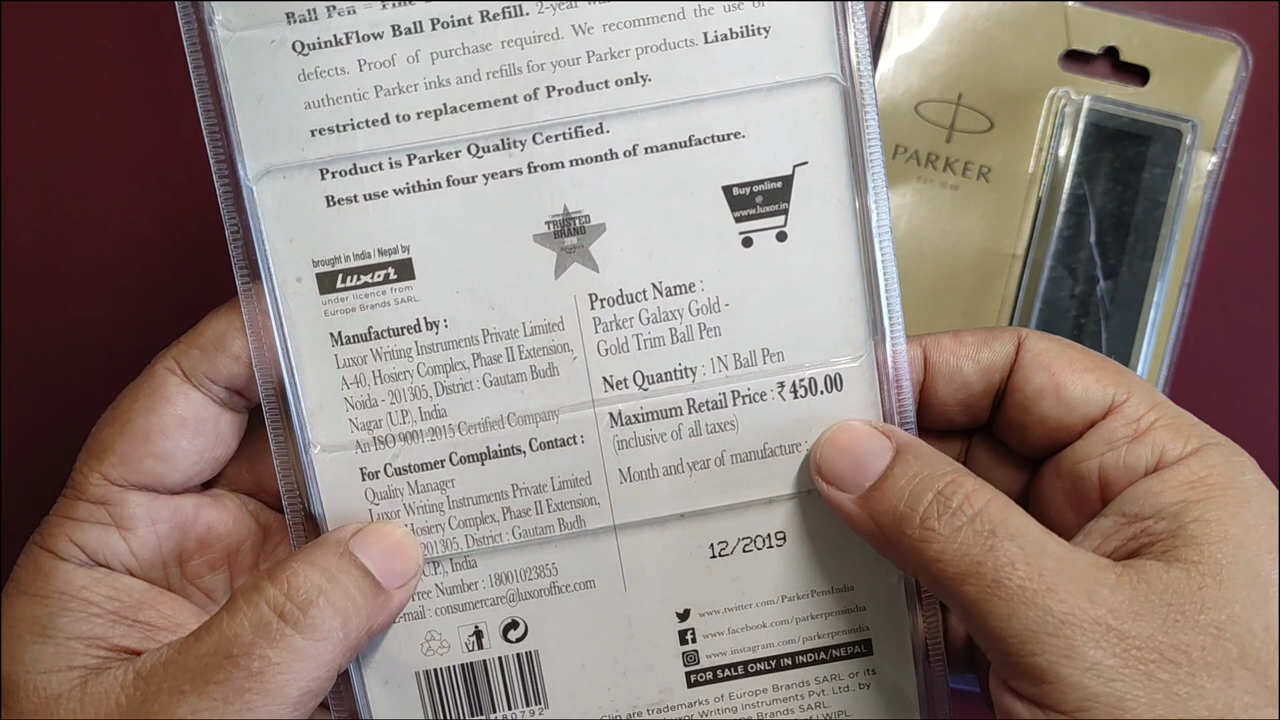 Ball Pen = Fine
QuinkFlow Ball Point Refill. 2-year
defects. Proof of purchase required. We recommend the use of
authentic Parker inks and refills for your Parker products. Liability
restricted to replacement of Product only.
Product is Parker Quality Certified.
Best use within four years from month of manufacture.
brought in India / Nepal by
Luxor
under licence from
Europe Brands SARL.
TRUSTED
BRAND
Buy online
@
www.luxor.in
Manufactured by :
Luxor Writing Instruments Private Limited
A-40, Hosiery Complex, Phase II Extension,
Noida - 201305, District : Gautam Budh
Nagar (U.P.), India
An ISO 9001:2015 Certified Company
For Customer Complaints, Contact :
Quality Manager
Luxor Writing Instruments Private Limited
Hosiery Complex, Phase II Extension,
201305, District : Gautam Budh
(U.P.), India
Free Number : 18001023855
E-mail : consumercare@luxoroffice.com
Product Name :
Parker Galaxy Gold -
Gold Trim Ball Pen
Net Quantity : 1N Ball Pen
Maximum Retail Price : ₹450.00
(inclusive of all taxes)
Month and year of manufacture :
12/2019
www.twitter.com/ParkerPensIndia
www.facebook.com/parkerpensindia
www.instagram.com/parkerpenindia
FOR SALE ONLY IN INDIA/NEPAL
Clip are trademarks of Europe Brands SARL or its
Luxor Writing Instruments Pvt. Ltd., by
Europe Brands SARL.
LWIPL
480792
PARKER